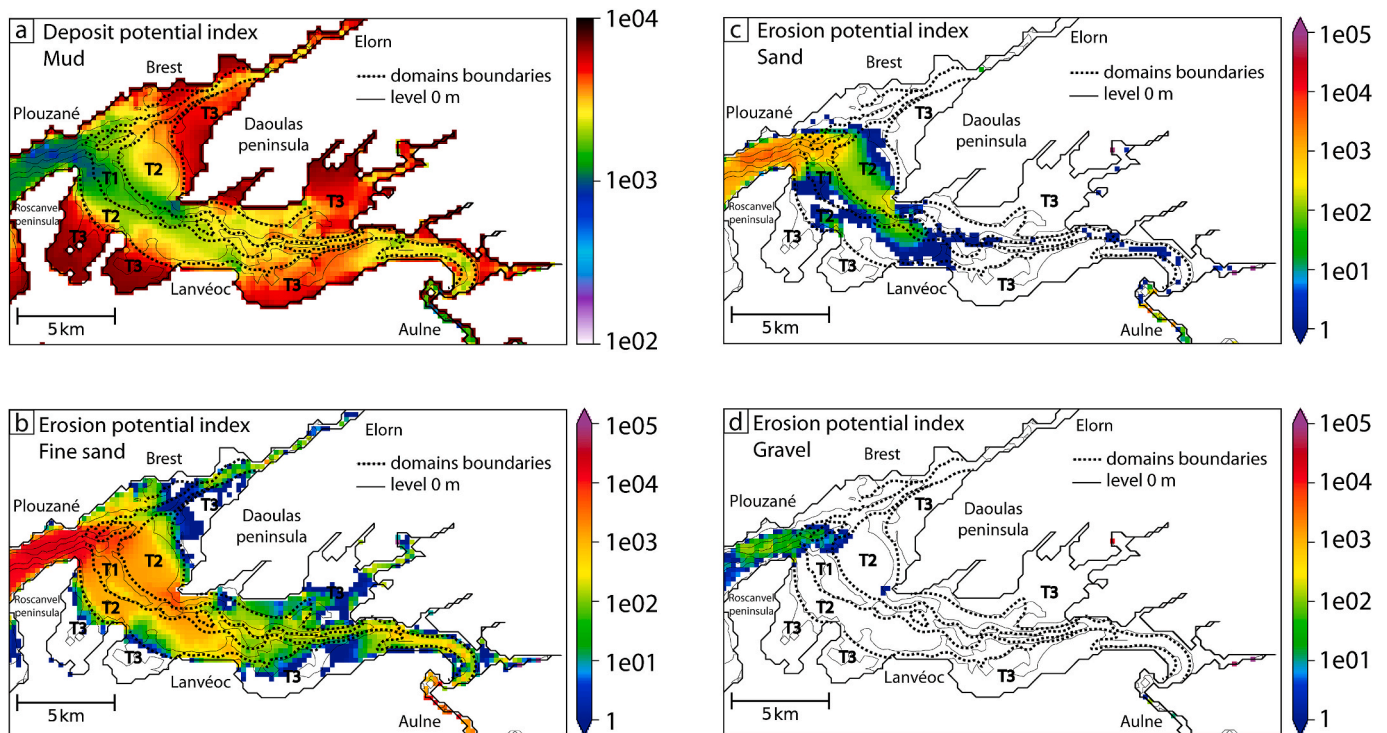 a Deposit potential index
Mud
Elorn
Brest
domains boundaries
level 0 m
Plouzané
T3
Daoulas
peninsula
T2
T1
T2
Roscanvel
peninsula
T3
T3
T3
T3
Lanvéoc
5 km
Aulne
1e04
1e03
1e02
c Erosion potential index
Sand
Elorn
Brest
domains boundaries
level 0 m
Plouzané
T3
Daoulas
peninsula
T2
T1
T2
Roscanvel
peninsula
T3
T3
T3
T3
Lanvéoc
5 km
Aulne
1e05
1e04
1e03
1e02
1e01
1
b Erosion potential index
Fine sand
Elorn
Brest
domains boundaries
level 0 m
Plouzané
T3
Daoulas
peninsula
T2
T1
T2
Roscanvel
peninsula
T3
T3
T3
T3
Lanvéoc
5 km
Aulne
1e05
1e04
1e03
1e02
1e01
1
d Erosion potential index
Gravel
Elorn
Brest
domains boundaries
level 0 m
Plouzané
T3
Daoulas
peninsula
T2
T1
T2
Roscanvel
peninsula
T3
T3
T3
T3
Lanvéoc
5 km
Aulne
1e05
1e04
1e03
1e02
1e01
1